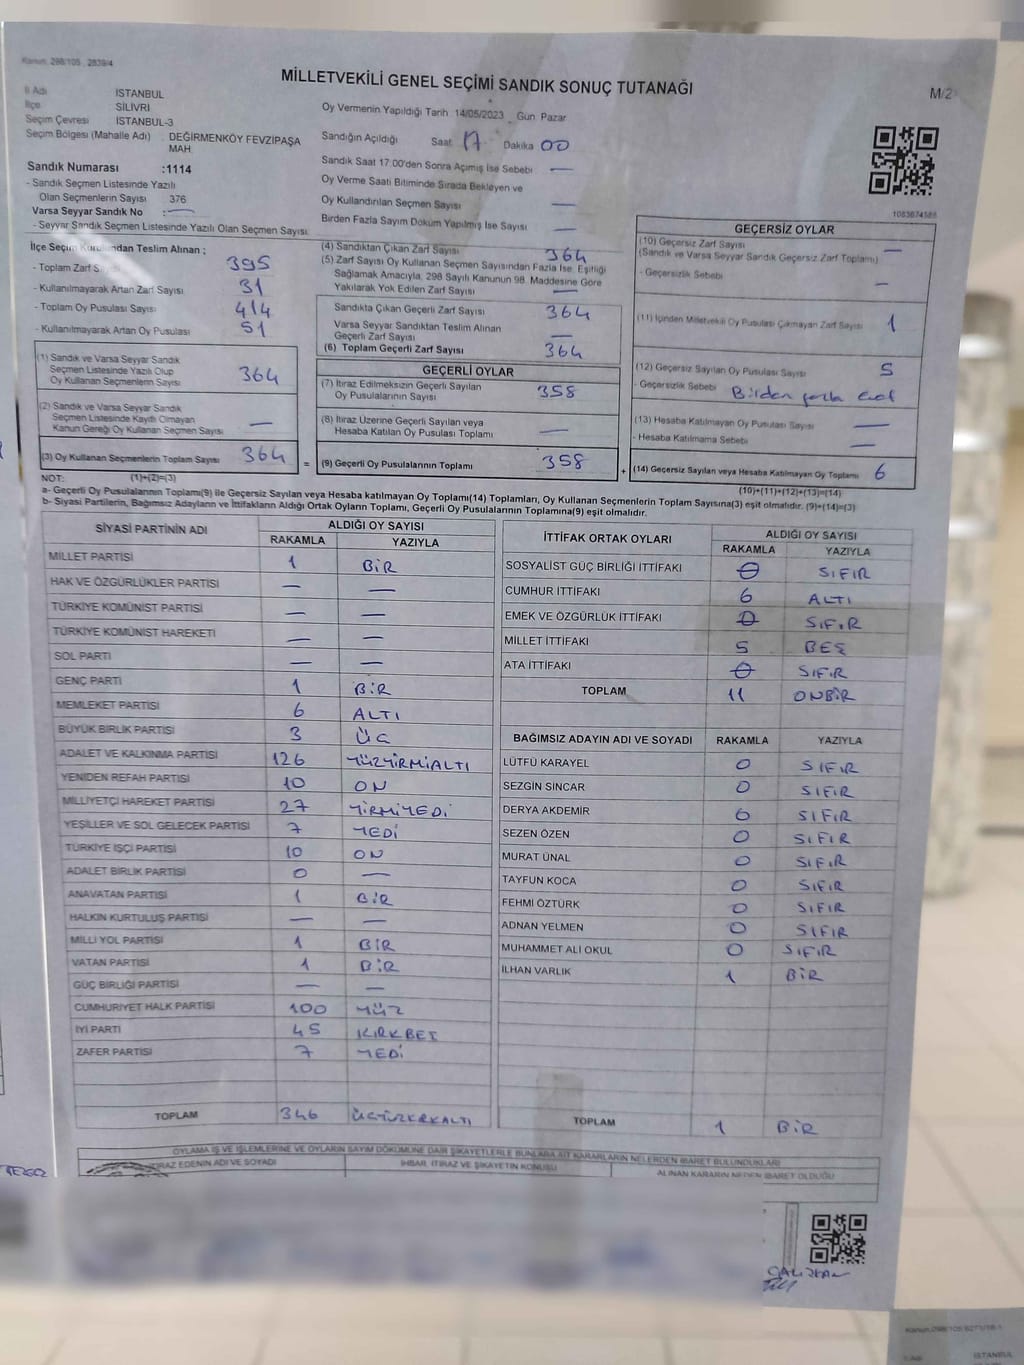 Kanun, 298/105 , 2839/4
MİLLETVEKİLİ GENEL SEÇİMİ SANDIK SONUÇ TUTANAĞI
M/2
İl Adı İSTANBUL
İlçe SİLİVRİ
Seçim Çevresi İSTANBUL-3
Seçim Bölgesi (Mahalle Adı) : DEĞİRMENKÖY FEVZİPAŞA MAH
Sandık Numarası :1114
- Sandık Seçmen Listesinde Yazılı
Olan Seçmenlerin Sayısı 376
Varsa Seyyar Sandık No : —
- Seyyar Sandık Seçmen Listesinde Yazılı Olan Seçmen Sayısı
Oy Vermenin Yapıldığı Tarih 14/05/2023 Gun Pazar
Sandığın Açıldığı Saat 17 Dakika 00
Sandık Saat 17:00'den Sonra Açımış İse Sebebi —
Oy Verme Saati Bitiminde Sırada Bekleyen ve
Oy Kullandırılan Seçmen Sayısı —
Birden Fazla Sayım Döküm Yapılmış İse Sayısı —
1083874388
İlçe Seçim Kurulundan Teslim Alınan ;
- Toplam Zarf Sayısı 395
- Kullanılmayarak Artan Zarf Sayısı 31
- Toplam Oy Pusulası Sayısı 414
- Kullanılmayarak Artan Oy Pusulası 51
(1) Sandık ve Varsa Seyyar Sandık
Seçmen Listesinde Yazılı Olup
Oy Kullanan Seçmenlerin Sayısı 364
(2) Sandık ve Varsa Seyyar Sandık
Seçmen Listesinde Kayıtlı Olmayan
Kanun Gereği Oy Kullanan Seçmen Sayısı —
(3) Oy Kullanan Seçmenlerin Toplam Sayısı 364 =
(4) Sandıktan Çıkan Zarf Sayısı 364
(5) Zarf Sayısı Oy Kullanan Seçmen Sayısından Fazla İse, Eşitliği
Sağlamak Amacıyla, 298 Sayılı Kanunun 98. Maddesine Göre
Yakılarak Yok Edilen Zarf Sayısı —
Sandıkta Çıkan Geçerli Zarf Sayısı 364
Varsa Seyyar Sandıktan Teslim Alınan
Geçerli Zarf Sayısı —
(6) Toplam Geçerli Zarf Sayısı 364
GEÇERLİ OYLAR
(7) İtiraz Edilmeksizin Geçerli Sayılan
Oy Pusulalarının Sayısı 358
(8) İtiraz Üzerine Geçerli Sayılan veya
Hesaba Katılan Oy Pusulası Toplamı —
(9) Geçerli Oy Pusulalarının Toplamı 358 +
GEÇERSİZ OYLAR
(10) Geçersiz Zarf Sayısı —
(Sandık ve Varsa Seyyar Sandık Geçersiz Zarf Toplamı)
- Geçersizlik Sebebi —
(11) İçinden Milletvekili Oy Pusulası Çıkmayan Zarf Sayısı 1
(12) Geçersiz Sayılan Oy Pusulası Sayısı 5
- Geçersizlik Sebebi Birden fazla
(13) Hesaba Katılmayan Oy Pusulası Sayısı —
- Hesaba Katılmama Sebebi —
(14) Geçersiz Sayılan veya Hesaba Katılmayan Oy Toplamı 6
NOT: (1)+(2)=(3)
(10)+(11)+(12)+(13)=(14)
a- Geçerli Oy Pusulalarının Toplamı(9) ile Geçersiz Sayılan veya Hesaba katılmayan Oy Toplamı(14) Toplamları, Oy Kullanan Seçmenlerin Toplam Sayısına(3) eşit olmalıdır. (9)+(14)=(3)
b- Siyasi Partilerin, Bağımsız Adayların ve İttifakların Aldığı Ortak Oyların Toplamı, Geçerli Oy Pusulalarının Toplamına(9) eşit olmalıdır.
SİYASİ PARTİNİN ADI ALDIĞI OY SAYISI
RAKAMLA YAZIYLA
MİLLET PARTİSİ 1 BİR
HAK VE ÖZGÜRLÜKLER PARTİSİ — —
TÜRKİYE KOMÜNİST PARTİSİ — —
TÜRKİYE KOMÜNİST HAREKETİ — —
SOL PARTİ — —
GENÇ PARTİ 1 BİR
MEMLEKET PARTİSİ 6 ALTI
BÜYÜK BİRLİK PARTİSİ 3 ÜÇ
ADALET VE KALKINMA PARTİSİ 126 YÜZYİRMİALTI
YENİDEN REFAH PARTİSİ 10 ON
MİLLİYETÇİ HAREKET PARTİSİ 27 YİRMİYEDİ
YEŞİLLER VE SOL GELECEK PARTİSİ 7 YEDİ
TÜRKİYE İŞÇİ PARTİSİ 10 ON
ADALET BİRLİK PARTİSİ 0 —
ANAVATAN PARTİSİ 1 BİR
HALKIN KURTULUŞ PARTİSİ — —
MİLLİ YOL PARTİSİ 1 BİR
VATAN PARTİSİ 1 BİR
GÜÇ BİRLİĞİ PARTİSİ — —
CUMHURİYET HALK PARTİSİ 100 YÜZ
İYİ PARTİ 45 KIRKBEŞ
ZAFER PARTİSİ 7 YEDİ
TOPLAM 346 ÜÇYÜZKIRKALTI
İTTİFAK ORTAK OYLARI ALDIĞI OY SAYISI
RAKAMLA YAZIYLA
SOSYALİST GÜÇ BİRLİĞİ İTTİFAKI 0 SIFIR
CUMHUR İTTİFAKI 6 ALTI
EMEK VE ÖZGÜRLÜK İTTİFAKI 0 SIFIR
MİLLET İTTİFAKI 5 BEŞ
ATA İTTİFAKI 0 SIFIR
TOPLAM 11 ONBİR
BAĞIMSIZ ADAYIN ADI VE SOYADI RAKAMLA YAZIYLA
LÜTFÜ KARAYEL 0 SIFIR
SEZGİN SİNCAR 0 SIFIR
DERYA AKDEMİR 0 SIFIR
SEZEN ÖZEN 0 SIFIR
MURAT ÜNAL 0 SIFIR
TAYFUN KOCA 0 SIFIR
FEHMİ ÖZTÜRK 0 SIFIR
ADNAN YELMEN 0 SIFIR
MUHAMMET ALİ OKUL 0 SIFIR
İLHAN VARLIK 1 BİR
TOPLAM 1 BİR
OYLAMA İŞ VE İŞLEMLERİNE VE OYLARIN SAYIM DÖKÜMÜNE DAİR ŞİKAYETLERLE BUNLARA AİT KARARLARIN NELERDEN İBARET BULUNDUKLARI
İTİRAZ EDENİN ADI VE SOYADI İHBAR, İTİRAZ VE ŞİKAYETİN KONUSU ALINAN KARARIN NEDEN İBARET OLDUĞU
ÇALIŞKAN
İSTANBUL